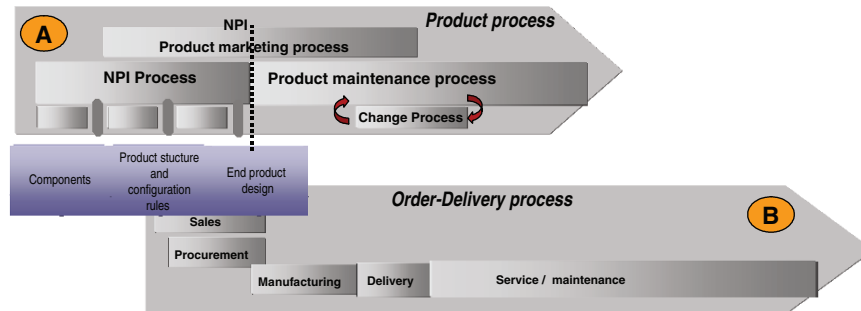 A
NPI
Product process
Product marketing process
NPI Process
Product maintenance process
Change Process
Components
Product stucture
and
configuration
rules
End product
design
Order-Delivery process
B
Sales
Procurement
Manufacturing
Delivery
Service / maintenance